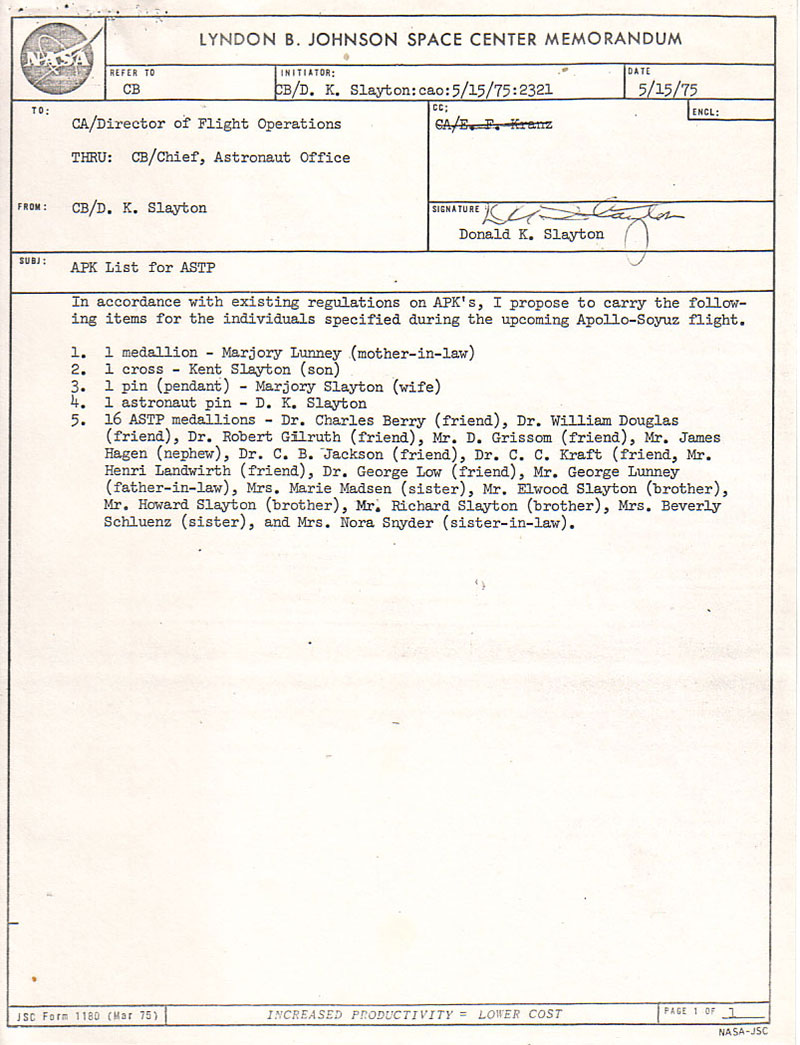 NASA
LYNDON B. JOHNSON SPACE CENTER MEMORANDUM
REFER TO
CB
INITIATOR:
CB/D. K. Slayton:cao:5/15/75:2321
DATE
5/15/75
TO:
CA/Director of Flight Operations
THRU: CB/Chief, Astronaut Office
CC:
CA/E. F. Kranz
ENCL:
FROM:
CB/D. K. Slayton
SIGNATURE
DK Slayton
Donald K. Slayton
SUBJ:
APK List for ASTP
In accordance with existing regulations on APK's, I propose to carry the follow-
ing items for the individuals specified during the upcoming Apollo-Soyuz flight.
1. 1 medallion - Marjory Lunney (mother-in-law)
2. 1 cross - Kent Slayton (son)
3. 1 pin (pendant) - Marjory Slayton (wife)
4. 1 astronaut pin - D. K. Slayton
5. 16 ASTP medallions - Dr. Charles Berry (friend), Dr. William Douglas
(friend), Dr. Robert Gilruth (friend), Mr. D. Grissom (friend), Mr. James
Hagen (nephew), Dr. C. B. Jackson (friend), Dr. C. C. Kraft (friend, Mr.
Henri Landwirth (friend), Dr. George Low (friend), Mr. George Lunney
(father-in-law), Mrs. Marie Madsen (sister), Mr. Elwood Slayton (brother),
Mr. Howard Slayton (brother), Mr. Richard Slayton (brother), Mrs. Beverly
Schluenz (sister), and Mrs. Nora Snyder (sister-in-law).
JSC Form 1180 (Mar 75)
INCREASED PRODUCTIVITY = LOWER COST
PAGE 1 OF 1
NASA-JSC